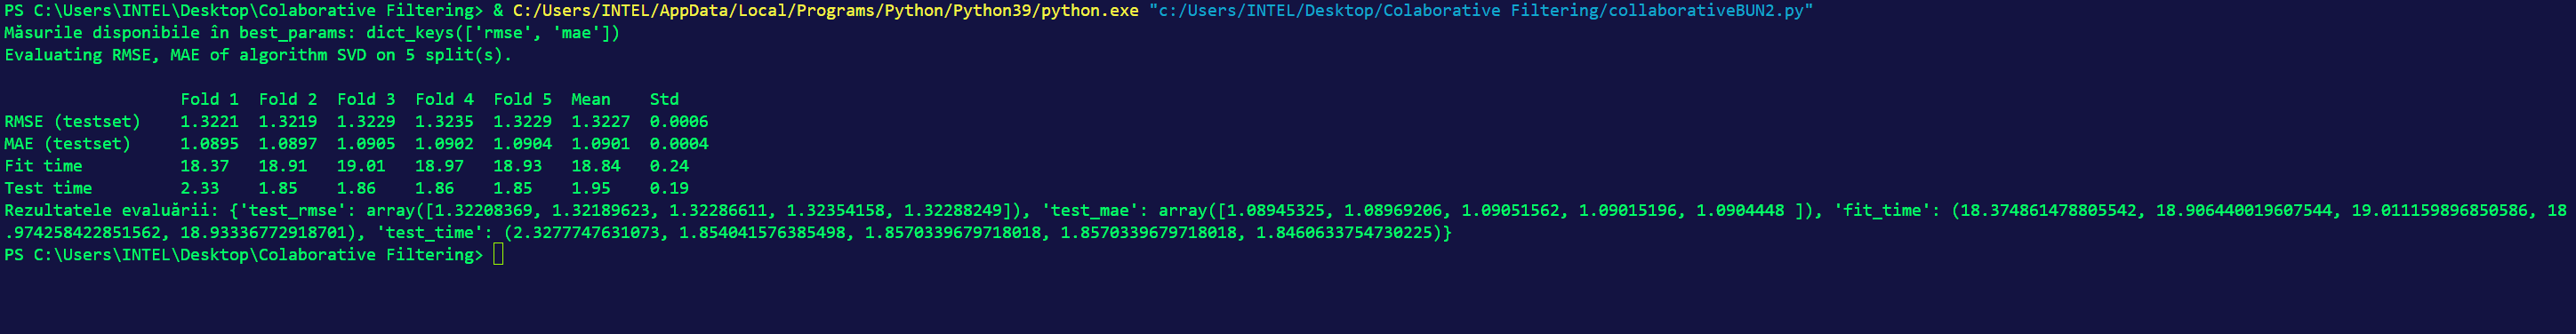 PS C:\Users\INTEL\Desktop\Colaborative Filtering> & C:/Users/INTEL/AppData/Local/Programs/Python/Python39/python.exe "c:/Users/INTEL/Desktop/Colaborative Filtering/collaborativeBUN2.py"
Măsurile disponibile în best_params: dict_keys(['rmse', 'mae'])
Evaluating RMSE, MAE of algorithm SVD on 5 split(s).
Fold 1 Fold 2 Fold 3 Fold 4 Fold 5 Mean Std
RMSE (testset) 1.3221 1.3219 1.3229 1.3235 1.3229 1.3227 0.0006
MAE (testset) 1.0895 1.0897 1.0905 1.0902 1.0904 1.0901 0.0004
Fit time 18.37 18.91 19.01 18.97 18.93 18.84 0.24
Test time 2.33 1.85 1.86 1.86 1.85 1.95 0.19
Rezultatele evaluării: {'test_rmse': array([1.32208369, 1.32189623, 1.32286611, 1.32354158, 1.32288249]), 'test_mae': array([1.08945325, 1.08969206, 1.09051562, 1.09015196, 1.0904448 ]), 'fit_time': (18.374861478805542, 18.906440019607544, 19.011159896850586, 18
.974258422851562, 18.93336772918701), 'test_time': (2.3277747631073, 1.854041576385498, 1.8570339679718018, 1.8570339679718018, 1.8460633754730225)}
PS C:\Users\INTEL\Desktop\Colaborative Filtering>